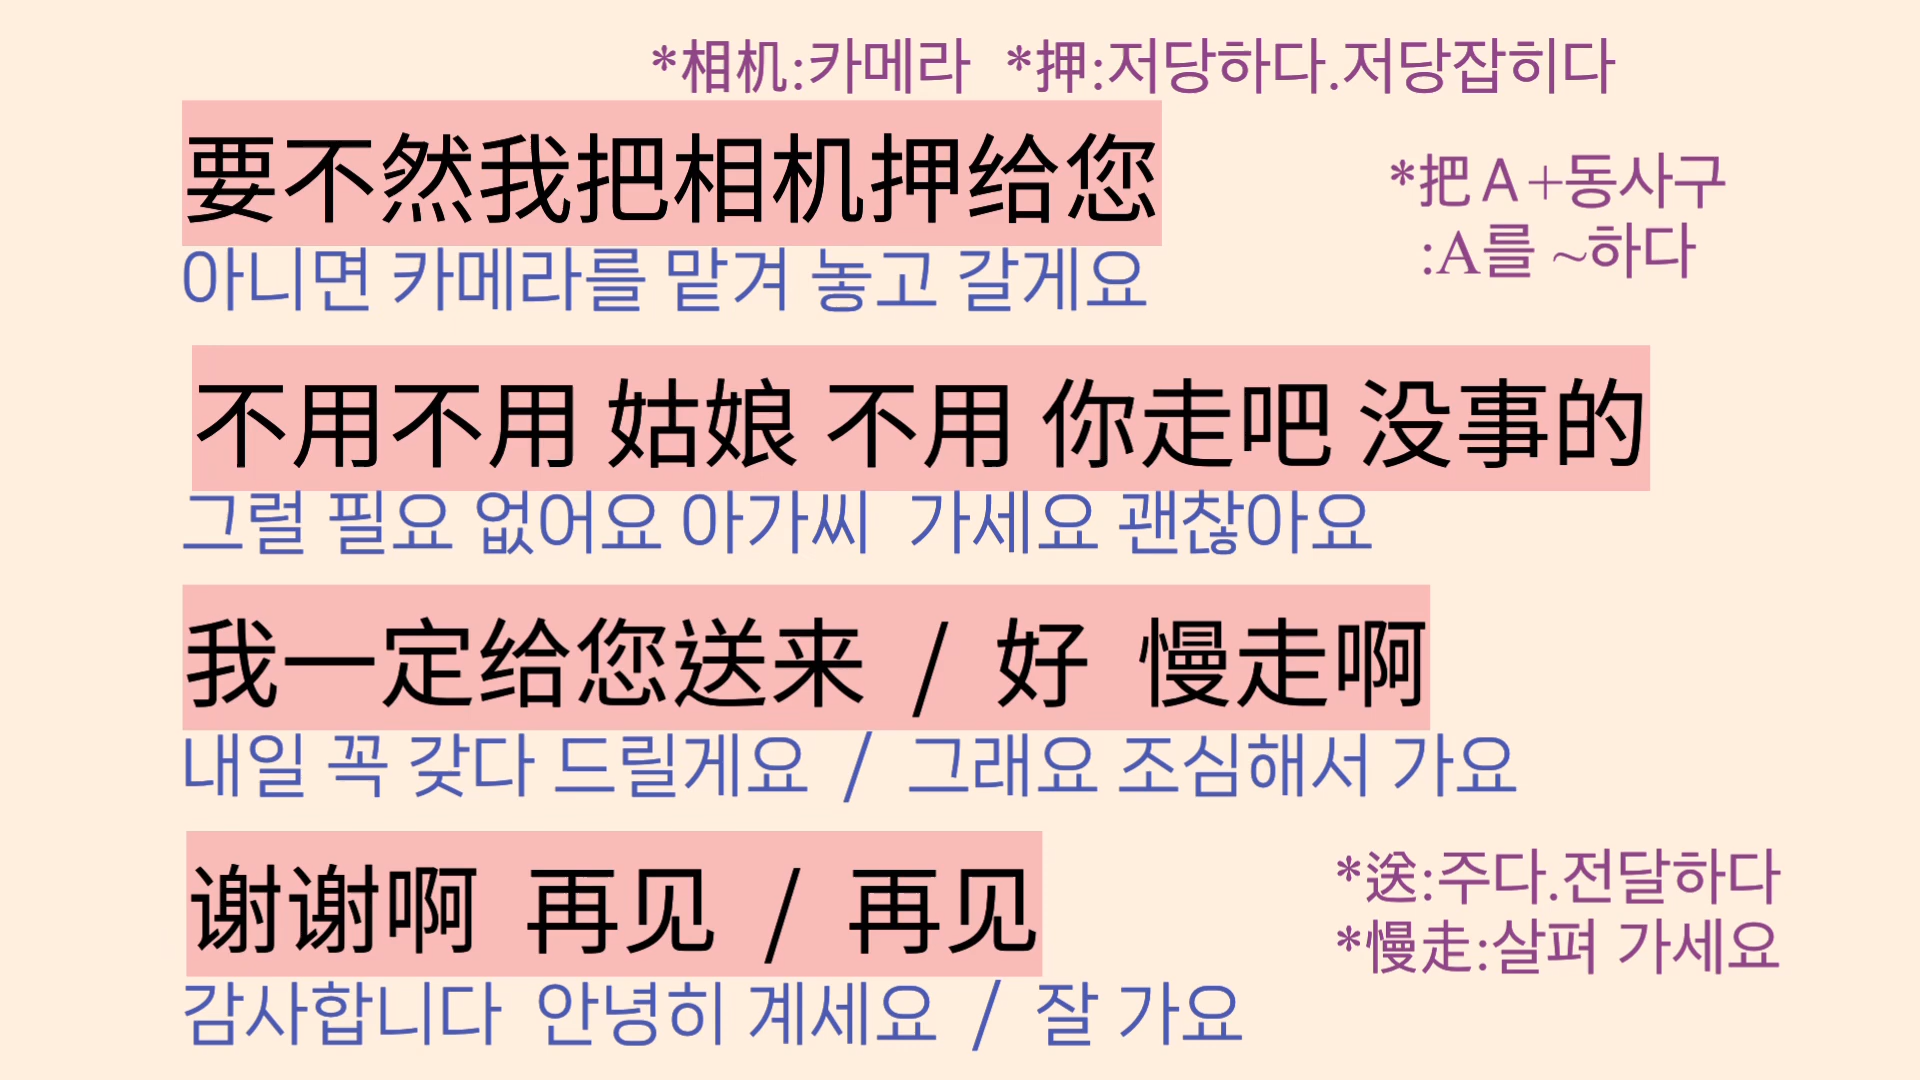 *相机:카메라 *押:저당하다.저당잡히다
要不然我把相机押给您
*把 A +동사구
:A를 ~하다
아니면 카메라를 맡겨 놓고 갈게요
不用不用 姑娘 不用 你走吧 没事的
그럴 필요 없어요 아가씨 가세요 괜찮아요
我一定给您送来 / 好 慢走啊
내일 꼭 갖다 드릴게요 / 그래요 조심해서 가요
谢谢啊 再见 / 再见
*送:주다.전달하다
*慢走:살펴 가세요
감사합니다 안녕히 계세요 / 잘 가요